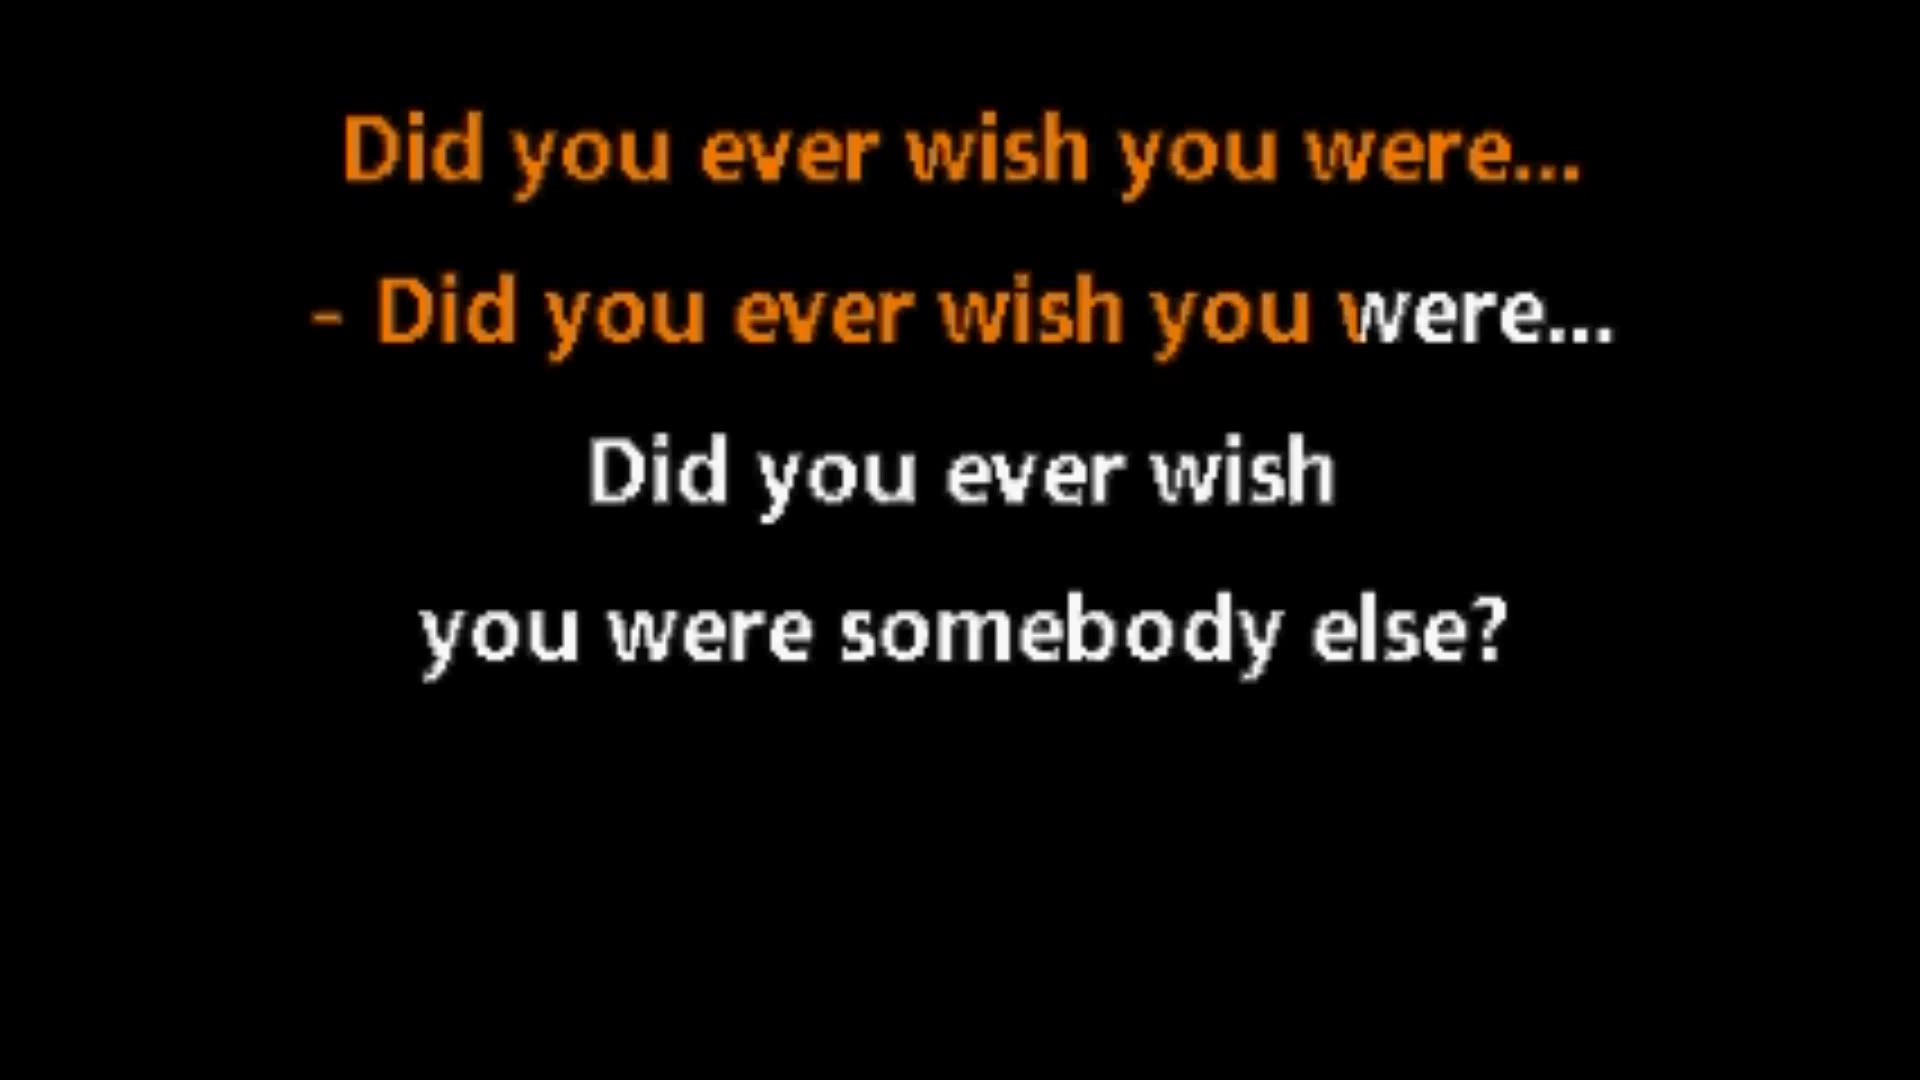 Did you ever wish you were...
- Did you ever wish you were...
Did you ever wish
you were somebody else?